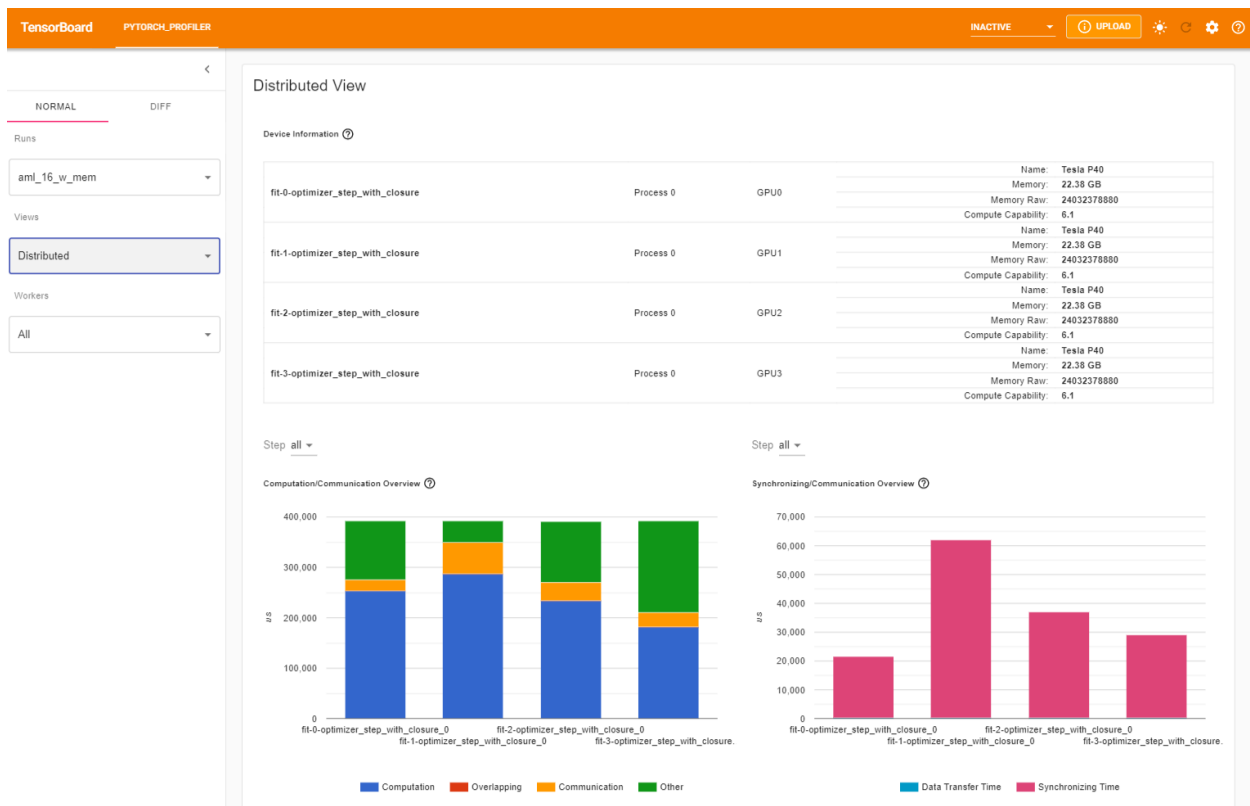 TensorBoard PYTORCH_PROFILER INACTIVE UPLOAD
NORMAL DIFF
Runs
aml_16_w_mem
Views
Distributed
Workers
All
Distributed View
Device Information
fit-0-optimizer_step_with_closure Process 0 GPU0
Name: Tesla P40
Memory: 22.38 GB
Memory Raw: 24032378880
Compute Capability: 6.1
fit-1-optimizer_step_with_closure Process 0 GPU1
Name: Tesla P40
Memory: 22.38 GB
Memory Raw: 24032378880
Compute Capability: 6.1
fit-2-optimizer_step_with_closure Process 0 GPU2
Name: Tesla P40
Memory: 22.38 GB
Memory Raw: 24032378880
Compute Capability: 6.1
fit-3-optimizer_step_with_closure Process 0 GPU3
Name: Tesla P40
Memory: 22.38 GB
Memory Raw: 24032378880
Compute Capability: 6.1
Step all
Computation/Communication Overview
400,000
300,000
200,000
100,000
0
us
fit-0-optimizer_step_with_closure_0 fit-2-optimizer_step_with_closure_0
fit-1-optimizer_step_with_closure_0 fit-3-optimizer_step_with_closure.
Computation Overlapping Communication Other
Step all
Synchronizing/Communication Overview
70,000
60,000
50,000
40,000
30,000
20,000
10,000
0
us
fit-0-optimizer_step_with_closure_0 fit-2-optimizer_step_with_closure_0
fit-1-optimizer_step_with_closure_0 fit-3-optimizer_step_with_closure.
Data Transfer Time Synchronizing Time